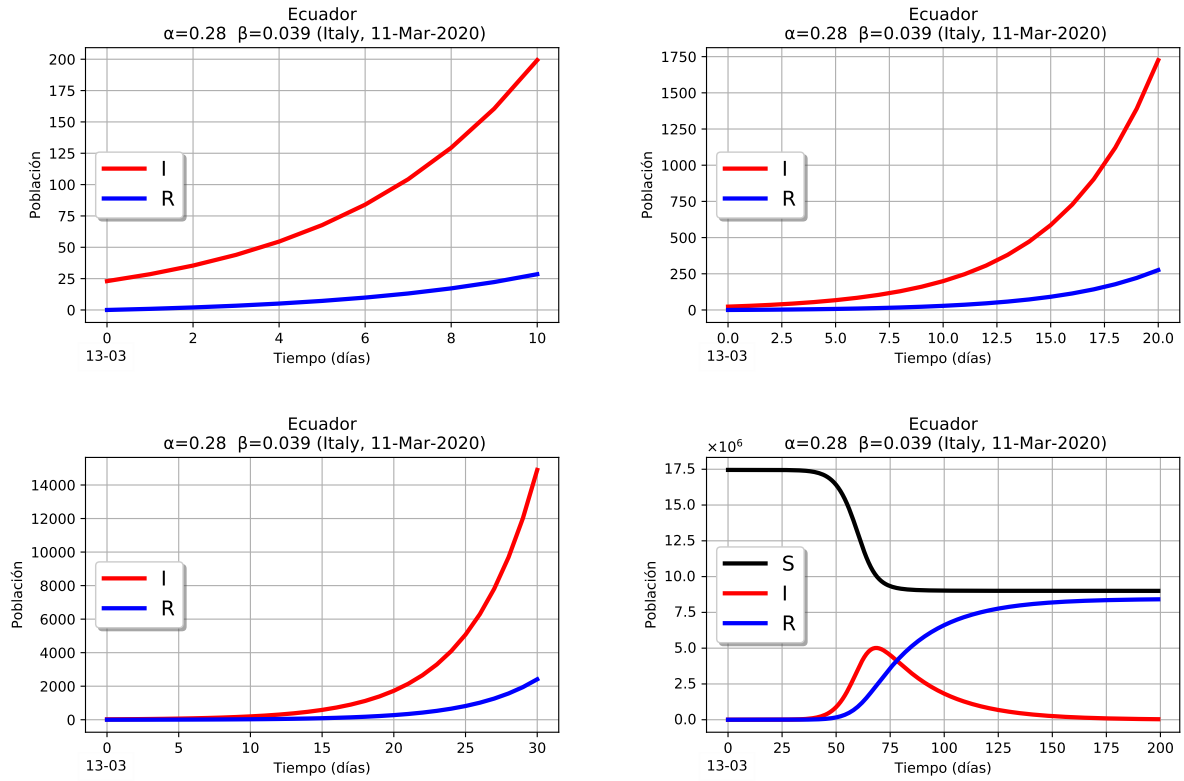 Ecuador
α=0.28 β=0.039 (Italy, 11-Mar-2020)
200
175
150
125
100
75
50
25
0
Población
I
R
0 2 4 6 8 10
13-03
Tiempo (días)
Ecuador
α=0.28 β=0.039 (Italy, 11-Mar-2020)
1750
1500
1250
1000
750
500
250
0
Población
I
R
0.0 2.5 5.0 7.5 10.0 12.5 15.0 17.5 20.0
13-03
Tiempo (días)
Ecuador
α=0.28 β=0.039 (Italy, 11-Mar-2020)
14000
12000
10000
8000
6000
4000
2000
0
Población
I
R
0 5 10 15 20 25 30
13-03
Tiempo (días)
Ecuador
α=0.28 β=0.039 (Italy, 11-Mar-2020)
×10⁶
17.5
15.0
12.5
10.0
7.5
5.0
2.5
0.0
Población
S
I
R
0 25 50 75 100 125 150 175 200
13-03
Tiempo (días)